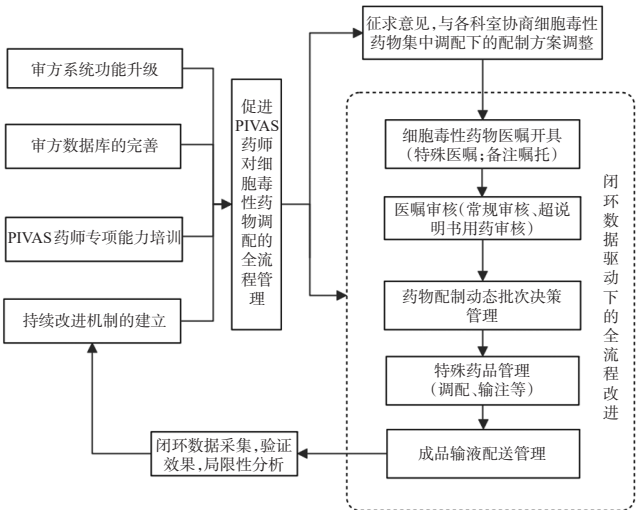 征求意见,与各科室协商细胞毒性
药物集中调配下的配制方案调整
审方系统功能升级
审方数据库的完善
PIVAS药师专项能力培训
持续改进机制的建立
促进
PIVAS
药师
对细
胞毒
性药
物调
配的
全流
程管
理
细胞毒性药物医嘱开具
(特殊医嘱;备注嘱托)
医嘱审核(常规审核、超说
明书用药审核)
药物配制动态批次决策
管理
特殊药品管理
(调配、输注等)
成品输液配送管理
闭环数据驱动下的全流程改进
闭环数据采集,验证
效果,局限性分析